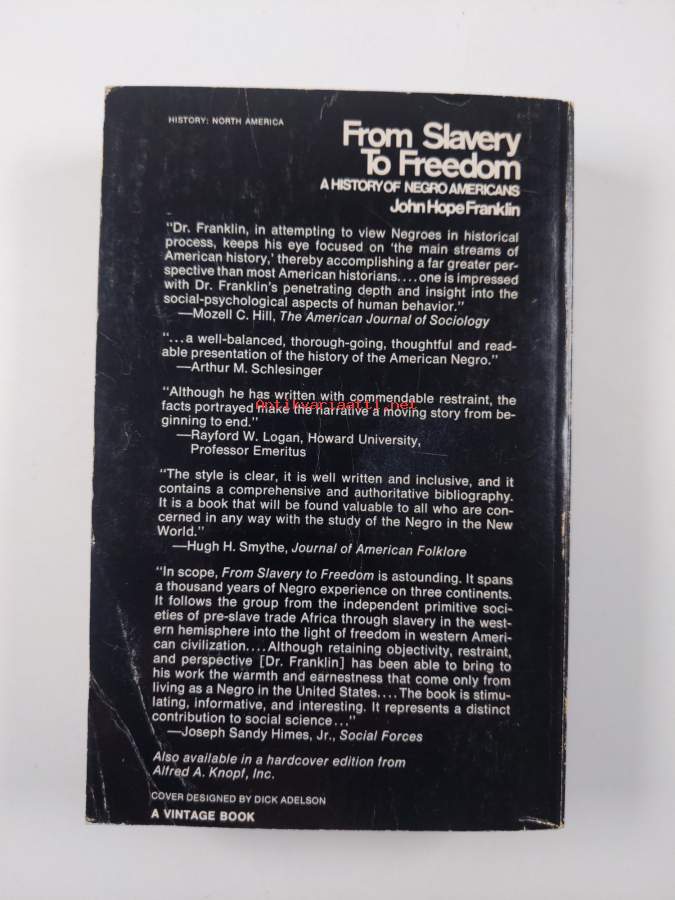 HISTORY: NORTH AMERICA
From Slavery
To Freedom
A HISTORY OF NEGRO AMERICANS
John Hope Franklin
"Dr. Franklin, in attempting to view Negroes in historical
process, keeps his eye focused on 'the main streams of
American history,' thereby accomplishing a far greater per-
spective than most American historians....one is impressed
with Dr. Franklin's penetrating depth and insight into the
social-psychological aspects of human behavior."
—Mozell C. Hill, The American Journal of Sociology
"...a well-balanced, thorough-going, thoughtful and read-
able presentation of the history of the American Negro."
—Arthur M. Schlesinger
"Although he has written with commendable restraint, the
facts portrayed make the narrative a moving story from be-
Antikvariaatti.net
ginning to end."
—Rayford W. Logan, Howard University,
Professor Emeritus
"The style is clear, it is well written and inclusive, and it
contains a comprehensive and authoritative bibliography.
It is a book that will be found valuable to all who are con-
cerned in any way with the study of the Negro in the New
World."
—Hugh H. Smythe, Journal of American Folklore
"In scope, From Slavery to Freedom is astounding. It spans
a thousand years of Negro experience on three continents.
It follows the group from the independent primitive soci-
eties of pre-slave trade Africa through slavery in the west-
ern hemisphere into the light of freedom in western Ameri-
can civilization....Although retaining objectivity, restraint,
and perspective [Dr. Franklin] has been able to bring to
his work the warmth and earnestness that come only from
living as a Negro in the United States....The book is stimu-
lating, informative, and interesting. It represents a distinct
contribution to social science..."
—Joseph Sandy Himes, Jr., Social Forces
Also available in a hardcover edition from
Alfred A. Knopf, Inc.
COVER DESIGNED BY DICK ADELSON
A VINTAGE BOOK